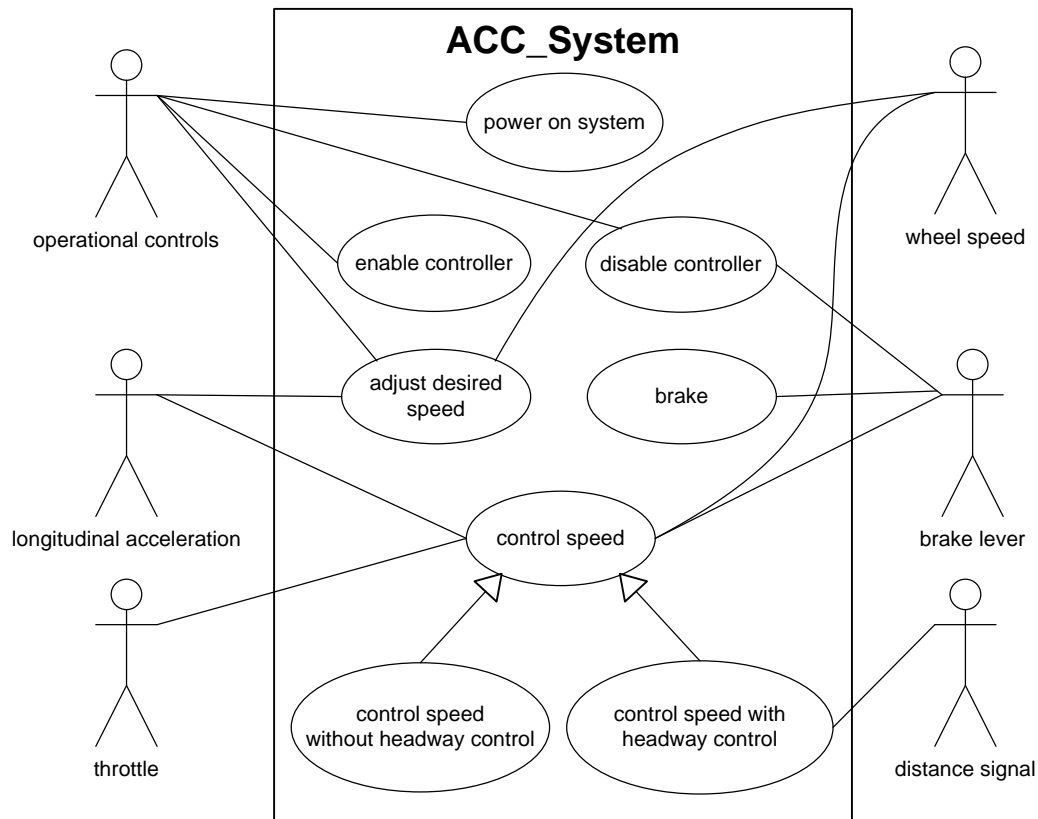 ACC_System
power on system
operational controls
wheel speed
enable controller
disable controller
adjust desired
speed
brake
longitudinal acceleration
control speed
brake lever
control speed
without headway control
control speed with
headway control
throttle
distance signal